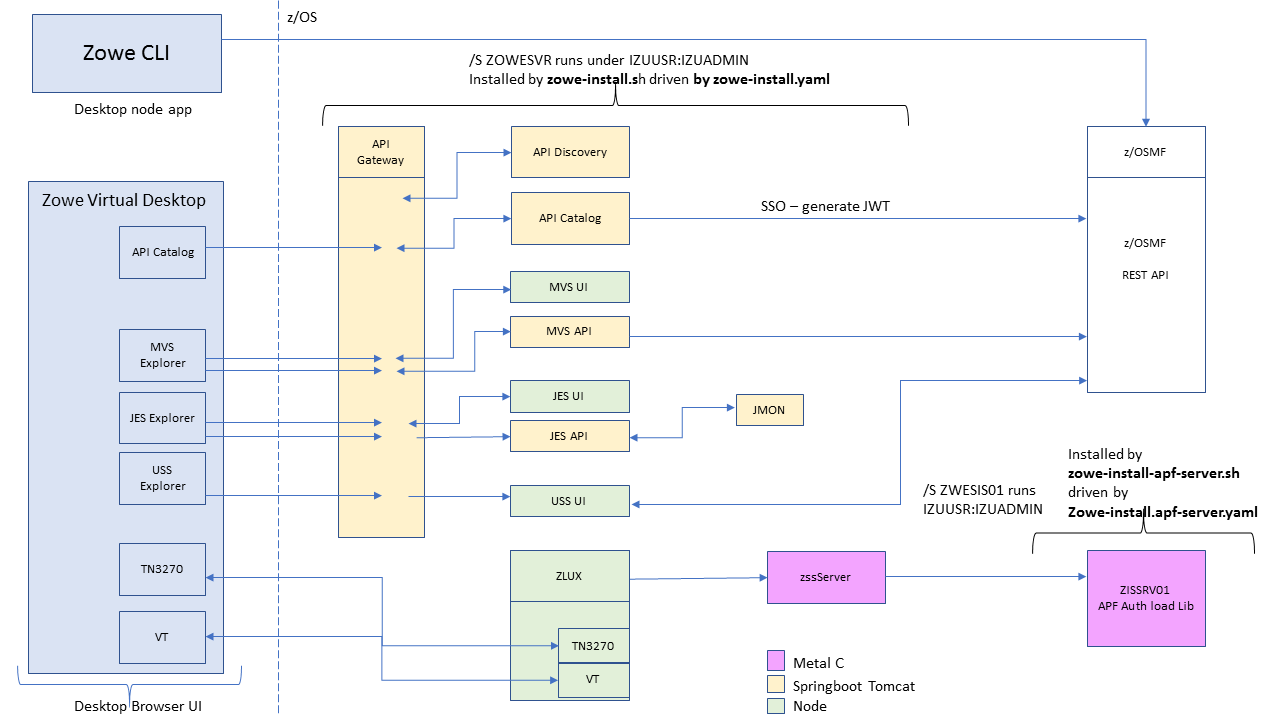 z/OS
Zowe CLI
Desktop node app
/S ZOWESVR runs under IZUUSR:IZUADMIN
Installed by zowe-install.sh driven by zowe-install.yaml
Zowe Virtual Desktop
API Catalog
MVS
Explorer
JES Explorer
USS
Explorer
TN3270
VT
Desktop Browser UI
API
Gateway
API Discovery
API Catalog
MVS UI
MVS API
JES UI
JES API
USS UI
JMON
SSO – generate JWT
z/OSMF
z/OSMF
REST API
/S ZWESIS01 runs
IZUUSR:IZUADMIN
Installed by
zowe-install-apf-server.sh
driven by
Zowe-install.apf-server.yaml
ZLUX
TN3270
VT
zssServer
ZISSRV01
APF Auth load Lib
Metal C
Springboot Tomcat
Node